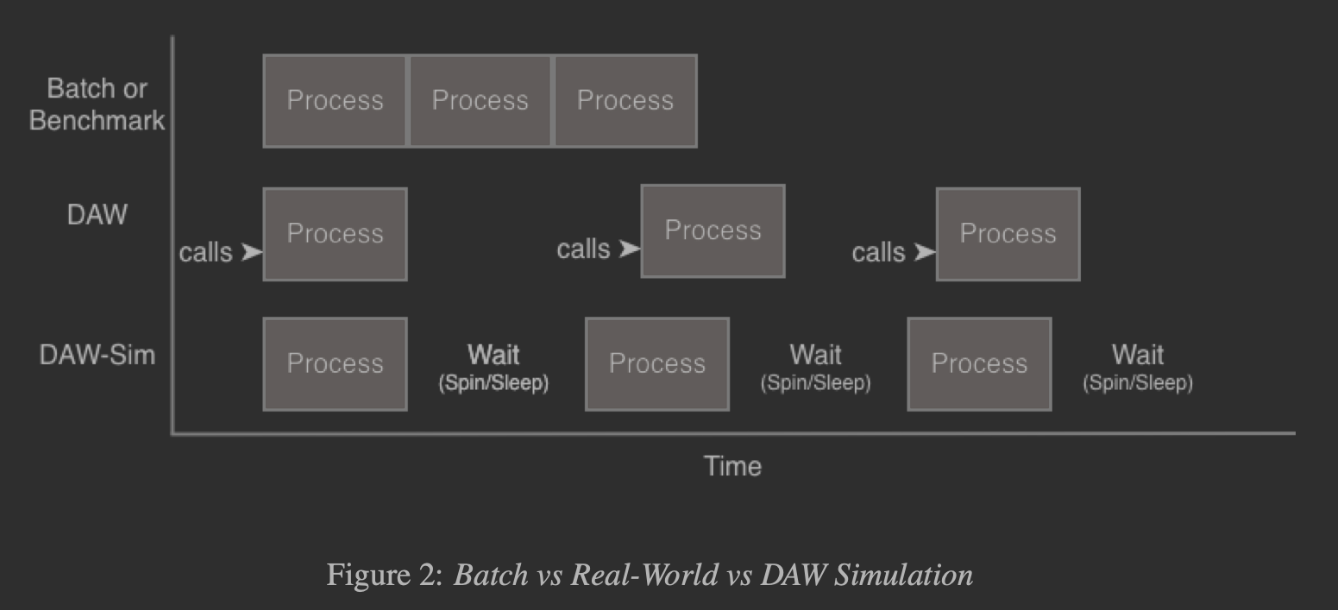 Batch or
Benchmark
Process Process Process
DAW
calls Process calls Process calls Process
DAW-Sim
Process Wait (Spin/Sleep) Process Wait (Spin/Sleep) Process Wait (Spin/Sleep)
Time
Figure 2: Batch vs Real-World vs DAW Simulation